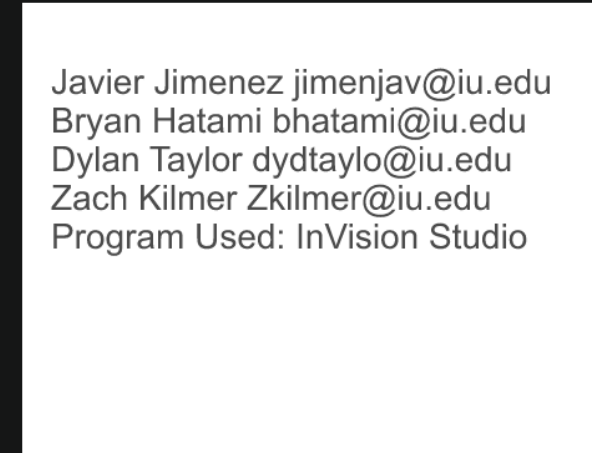 Javier Jimenez jimenjav@iu.edu
Bryan Hatami bhatami@iu.edu
Dylan Taylor dydtaylo@iu.edu
Zach Kilmer Zkilmer@iu.edu
Program Used: InVision Studio